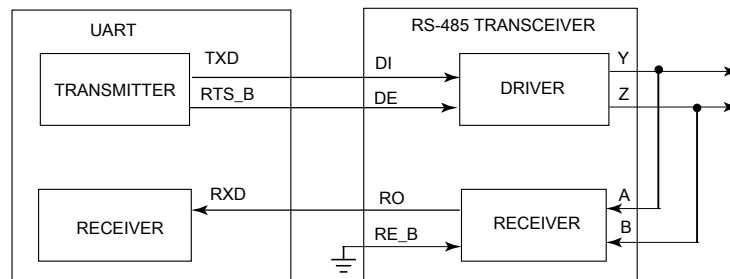 UART
RS-485 TRANSCEIVER
TXD
DI
Y
TRANSMITTER
DRIVER
RTS_B
DE
Z
RXD
RO
A
RECEIVER
RECEIVER
RE_B
B